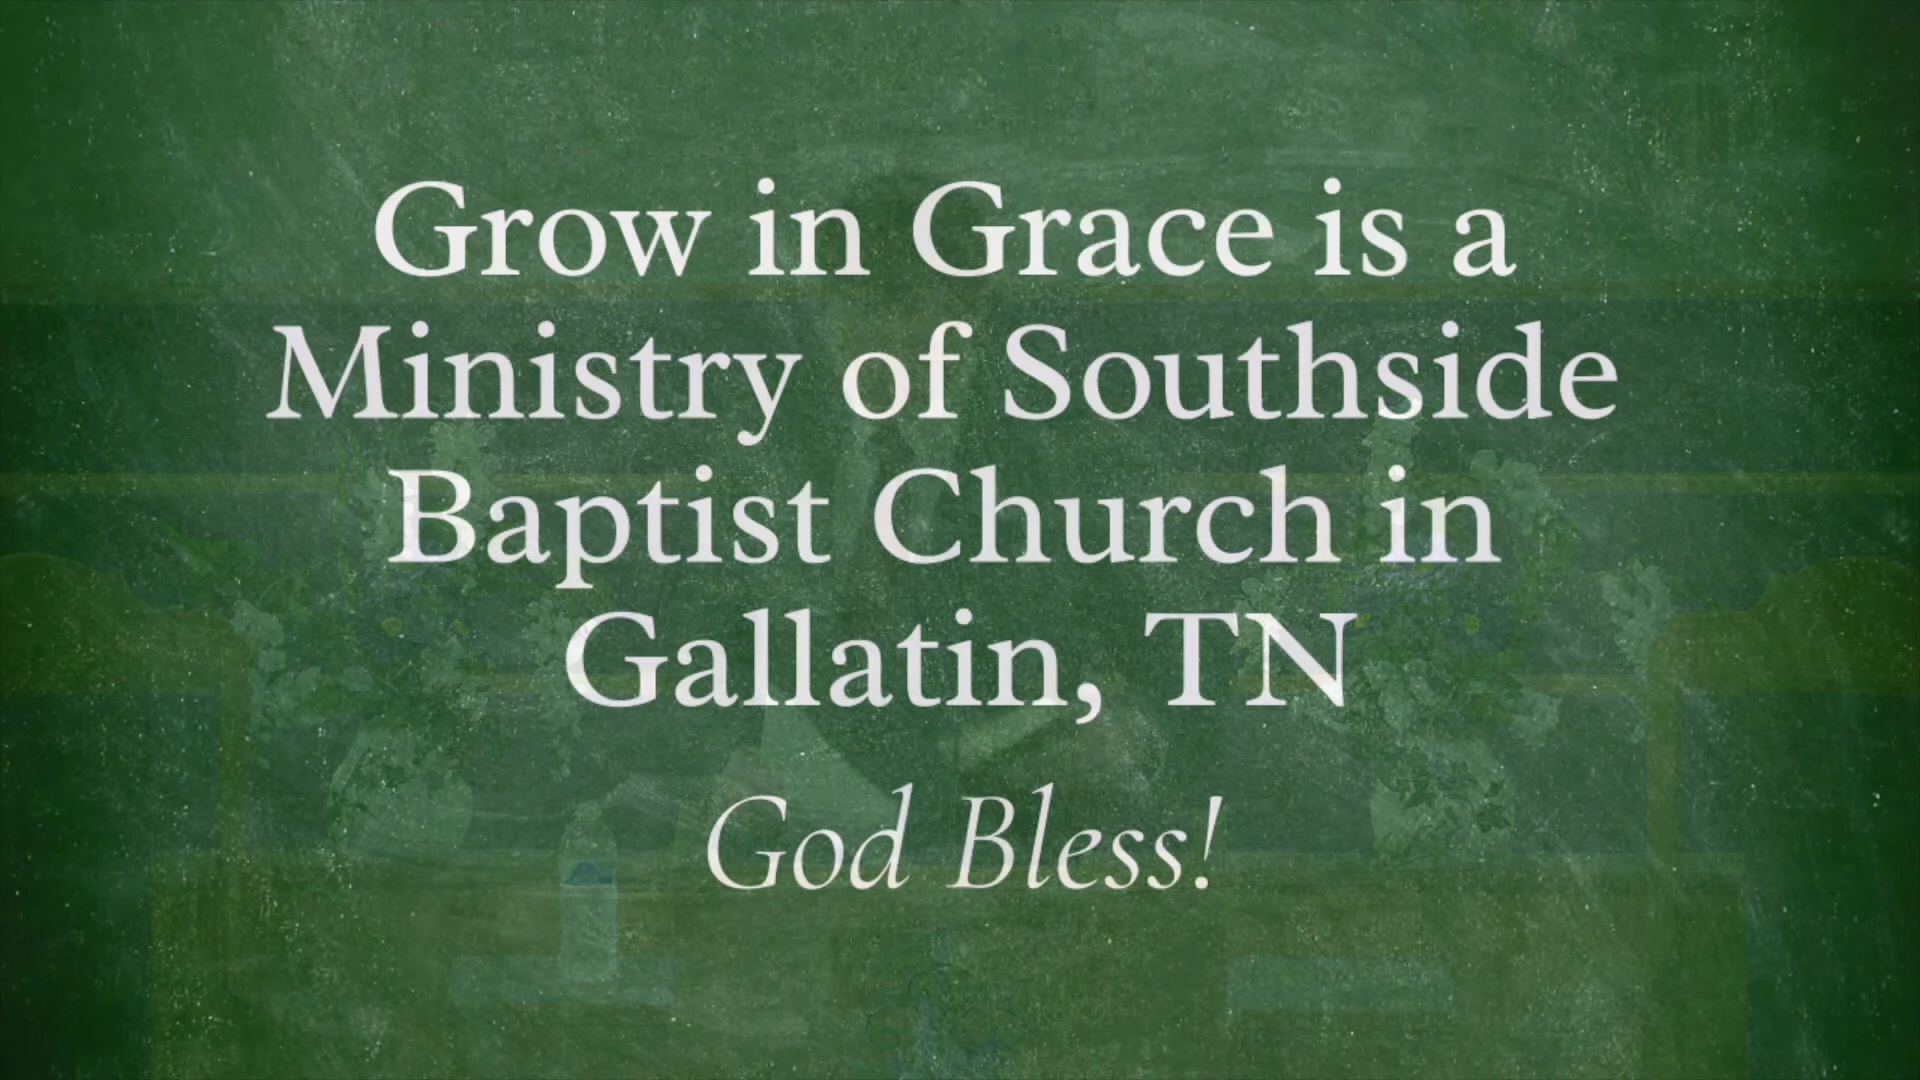 Grow in Grace is a
Ministry of Southside
Baptist Church in
Gallatin, TN
God Bless!